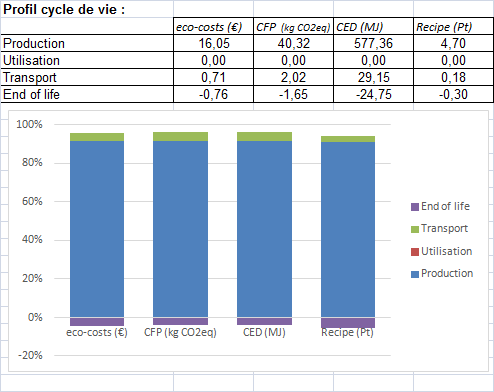 Profil cycle de vie :
eco-costs (€) CFP (kg CO2eq) CED (MJ) Recipe (Pt)
Production 16,05 40,32 577,36 4,70
Utilisation 0,00 0,00 0,00 0,00
Transport 0,71 2,02 29,15 0,18
End of life -0,76 -1,65 -24,75 -0,30
100%
80%
60%
40%
20%
0%
-20%
eco-costs (€) CFP (kg CO2eq) CED (MJ) Recipe (Pt)
End of life
Transport
Utilisation
Production